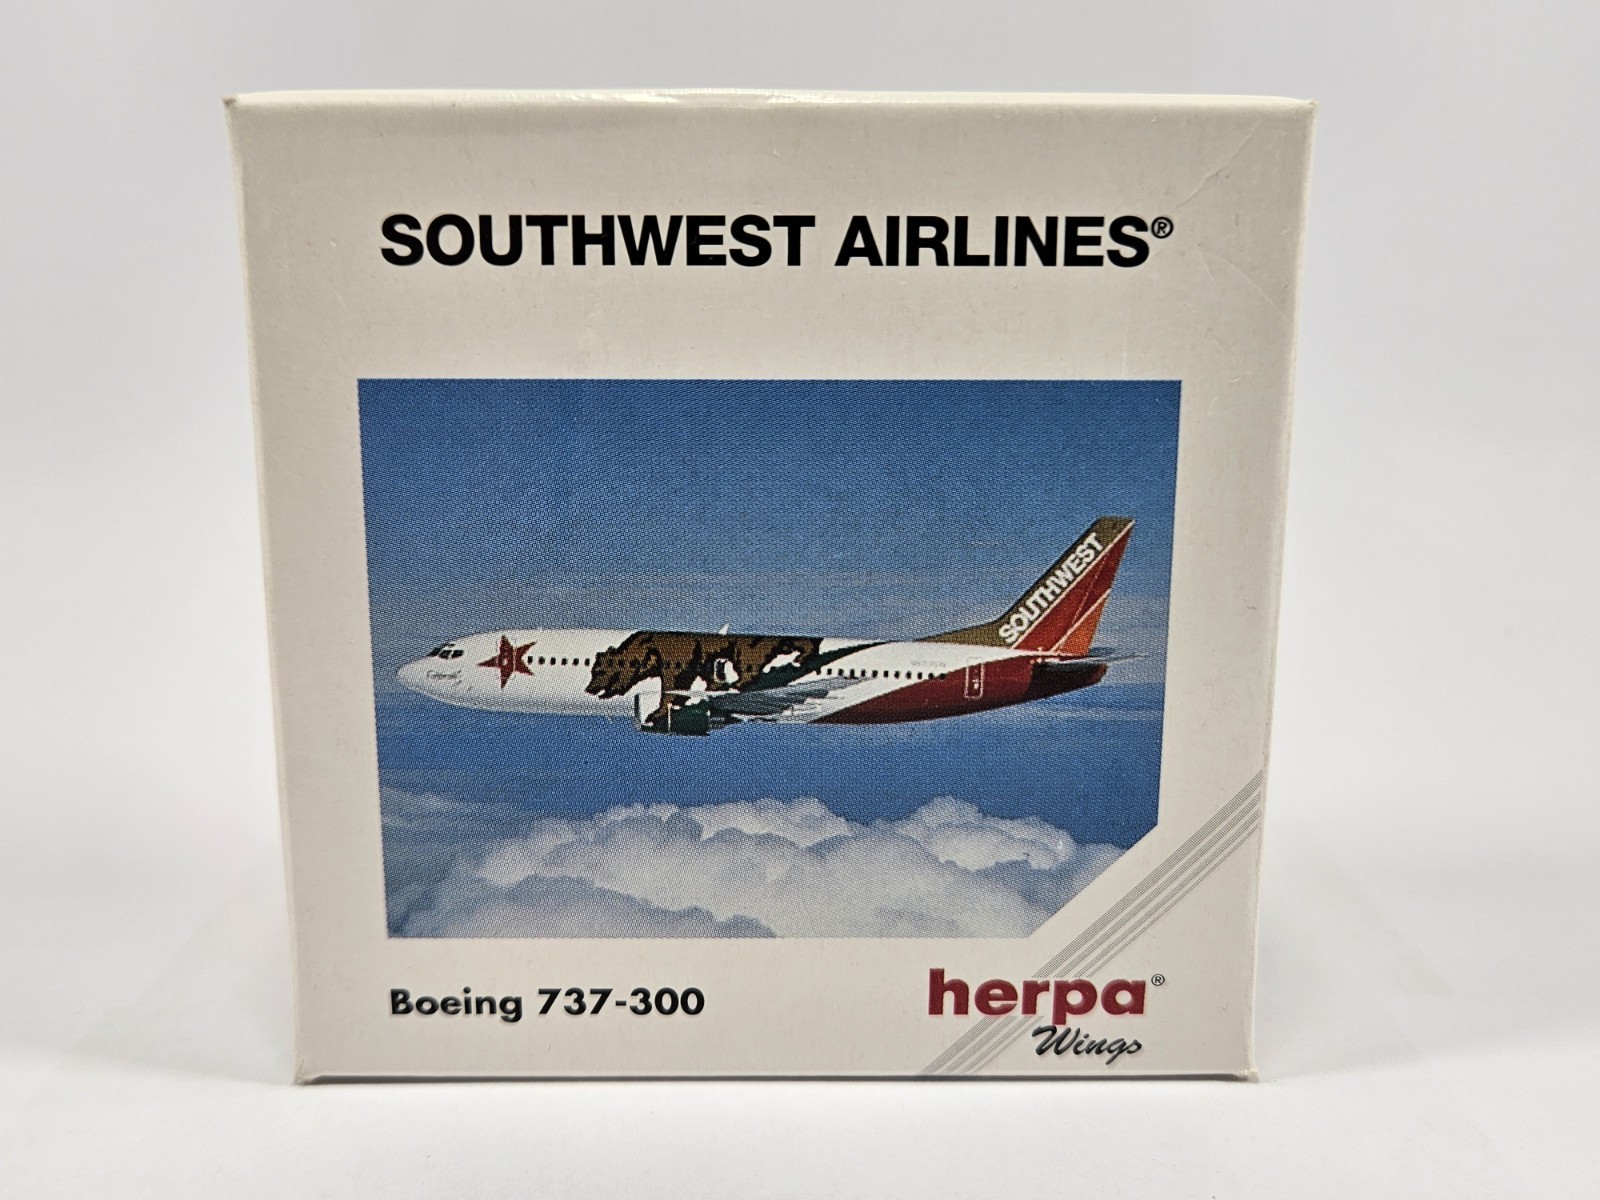 SOUTHWEST AIRLINES®
SOUTHWEST
Boeing 737-300
herpa®
Wings